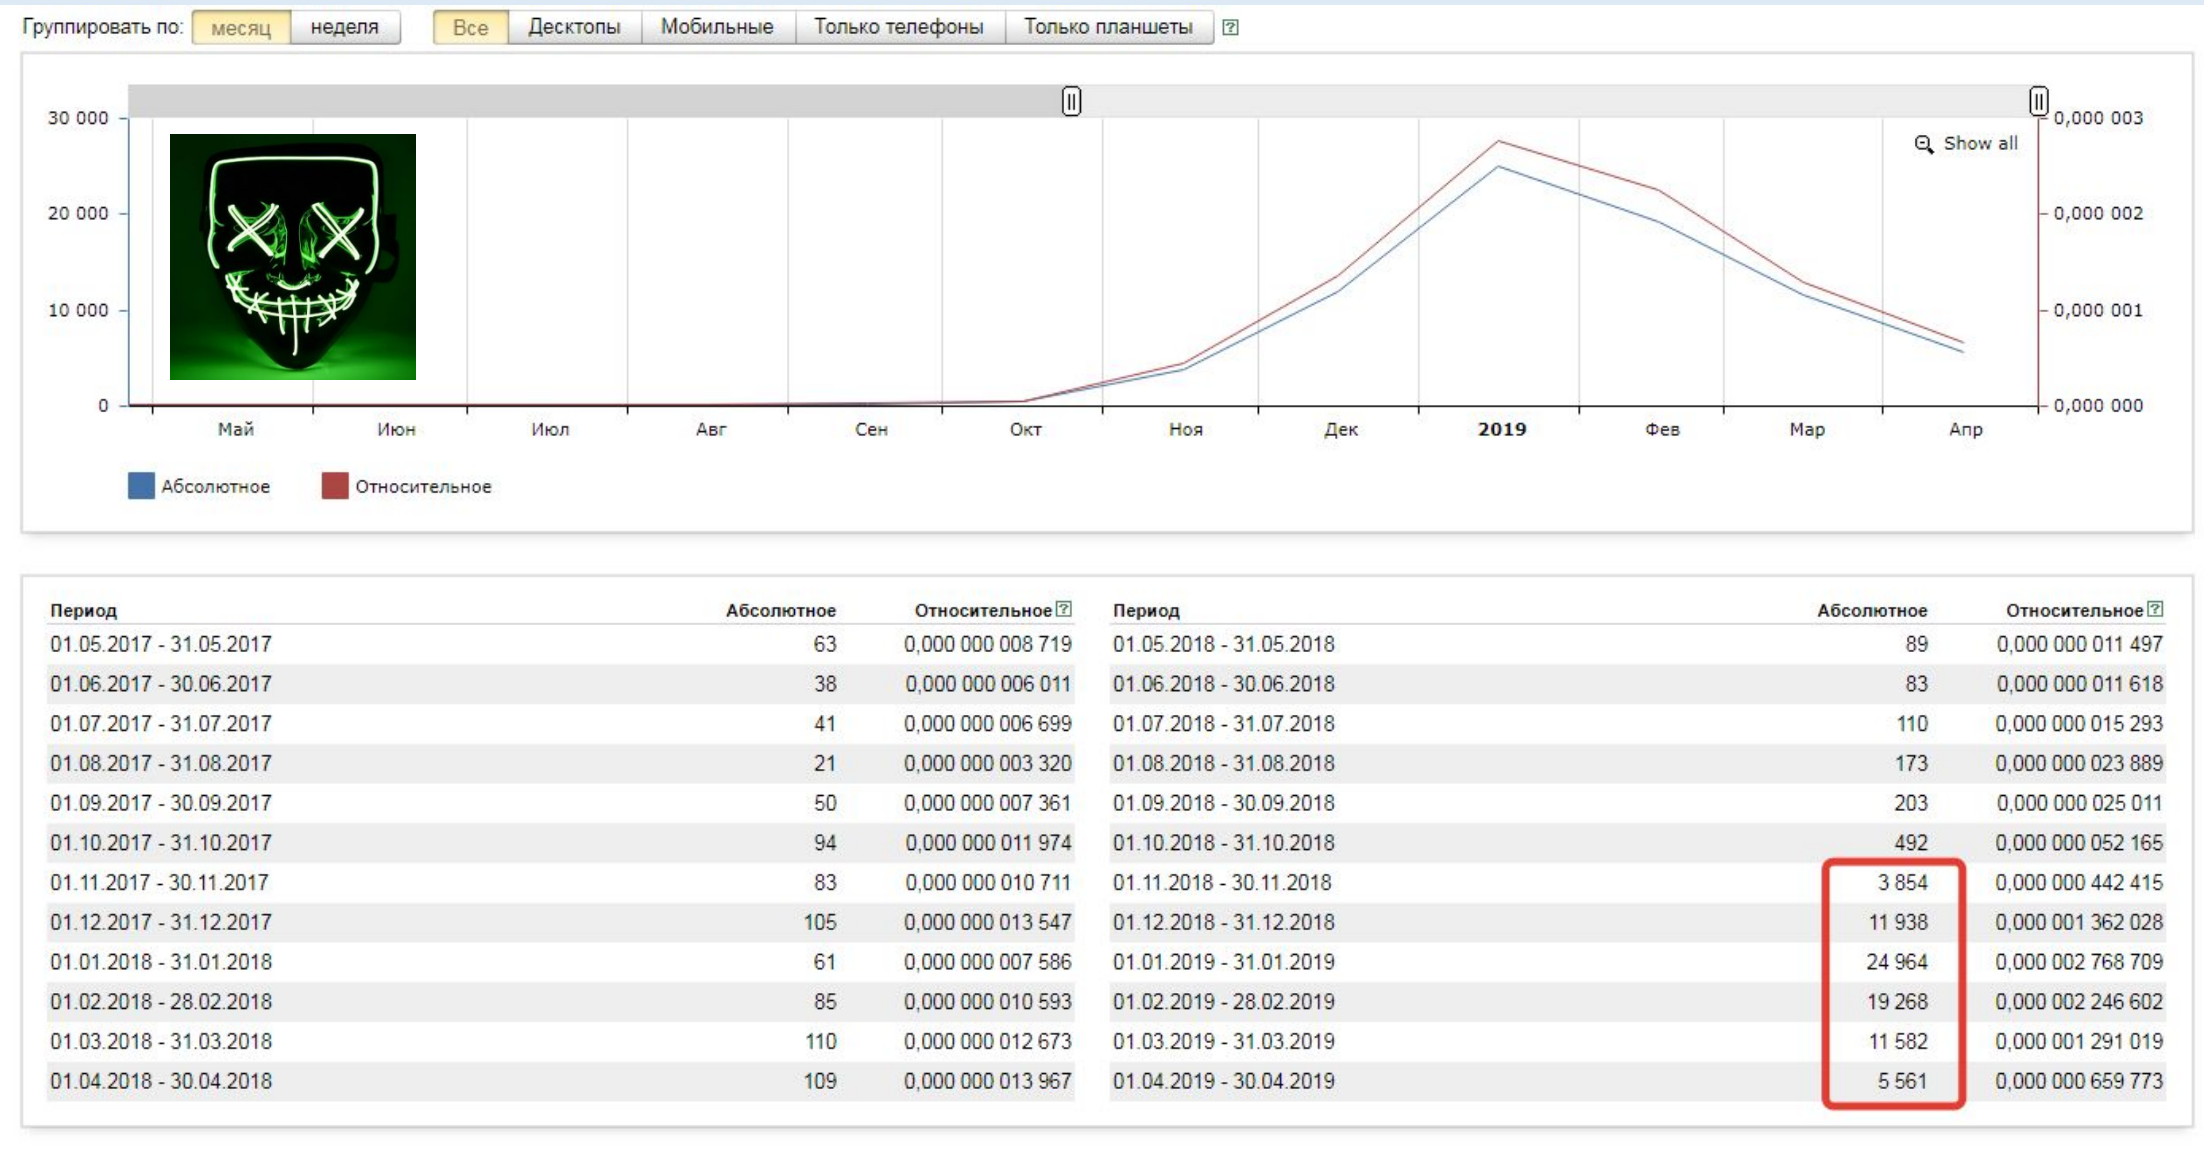 Группировать по: месяц неделя Все Десктопы Мобильные Только телефоны Только планшеты ?
30 000
20 000
10 000
0
Show all
0,000 003
0,000 002
0,000 001
0,000 000
Май Июн Июл Авг Сен Окт Ноя Дек 2019 Фев Мар Апр
Абсолютное Относительное
Период Абсолютное Относительное ? Период Абсолютное Относительное ?
01.05.2017 - 31.05.2017 63 0,000 000 008 719 01.05.2018 - 31.05.2018 89 0,000 000 011 497
01.06.2017 - 30.06.2017 38 0,000 000 006 011 01.06.2018 - 30.06.2018 83 0,000 000 011 618
01.07.2017 - 31.07.2017 41 0,000 000 006 699 01.07.2018 - 31.07.2018 110 0,000 000 015 293
01.08.2017 - 31.08.2017 21 0,000 000 003 320 01.08.2018 - 31.08.2018 173 0,000 000 023 889
01.09.2017 - 30.09.2017 50 0,000 000 007 361 01.09.2018 - 30.09.2018 203 0,000 000 025 011
01.10.2017 - 31.10.2017 94 0,000 000 011 974 01.10.2018 - 31.10.2018 492 0,000 000 052 165
01.11.2017 - 30.11.2017 83 0,000 000 010 711 01.11.2018 - 30.11.2018 3 854 0,000 000 442 415
01.12.2017 - 31.12.2017 105 0,000 000 013 547 01.12.2018 - 31.12.2018 11 938 0,000 001 362 028
01.01.2018 - 31.01.2018 61 0,000 000 007 586 01.01.2019 - 31.01.2019 24 964 0,000 002 768 709
01.02.2018 - 28.02.2018 85 0,000 000 010 593 01.02.2019 - 28.02.2019 19 268 0,000 002 246 602
01.03.2018 - 31.03.2018 110 0,000 000 012 673 01.03.2019 - 31.03.2019 11 582 0,000 001 291 019
01.04.2018 - 30.04.2018 109 0,000 000 013 967 01.04.2019 - 30.04.2019 5 561 0,000 000 659 773